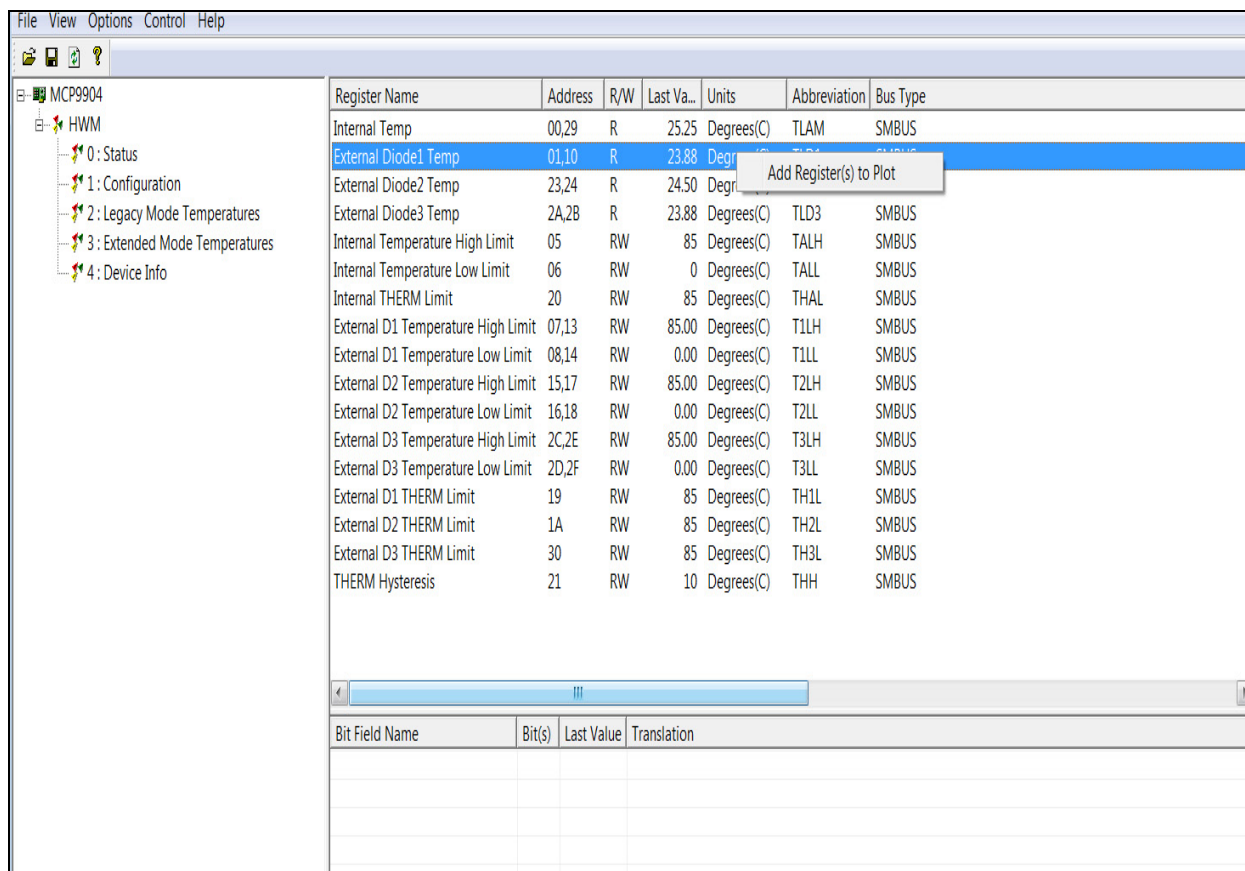 File View Options Control Help
MCP9904
HWM
0 : Status
1 : Configuration
2 : Legacy Mode Temperatures
3 : Extended Mode Temperatures
4 : Device Info
Register Name Address R/W Last Va... Units Abbreviation Bus Type
Internal Temp 00,29 R 25.25 Degrees(C) TLAM SMBUS
External Diode1 Temp 01,10 R 23.88 Degr
Add Register(s) to Plot
External Diode2 Temp 23,24 R 24.50 Degr
External Diode3 Temp 2A,2B R 23.88 Degrees(C) TLD3 SMBUS
Internal Temperature High Limit 05 RW 85 Degrees(C) TALH SMBUS
Internal Temperature Low Limit 06 RW 0 Degrees(C) TALL SMBUS
Internal THERM Limit 20 RW 85 Degrees(C) THAL SMBUS
External D1 Temperature High Limit 07,13 RW 85.00 Degrees(C) T1LH SMBUS
External D1 Temperature Low Limit 08,14 RW 0.00 Degrees(C) T1LL SMBUS
External D2 Temperature High Limit 15,17 RW 85.00 Degrees(C) T2LH SMBUS
External D2 Temperature Low Limit 16,18 RW 0.00 Degrees(C) T2LL SMBUS
External D3 Temperature High Limit 2C,2E RW 85.00 Degrees(C) T3LH SMBUS
External D3 Temperature Low Limit 2D,2F RW 0.00 Degrees(C) T3LL SMBUS
External D1 THERM Limit 19 RW 85 Degrees(C) TH1L SMBUS
External D2 THERM Limit 1A RW 85 Degrees(C) TH2L SMBUS
External D3 THERM Limit 30 RW 85 Degrees(C) TH3L SMBUS
THERM Hysteresis 21 RW 10 Degrees(C) THH SMBUS
Bit Field Name Bit(s) Last Value Translation